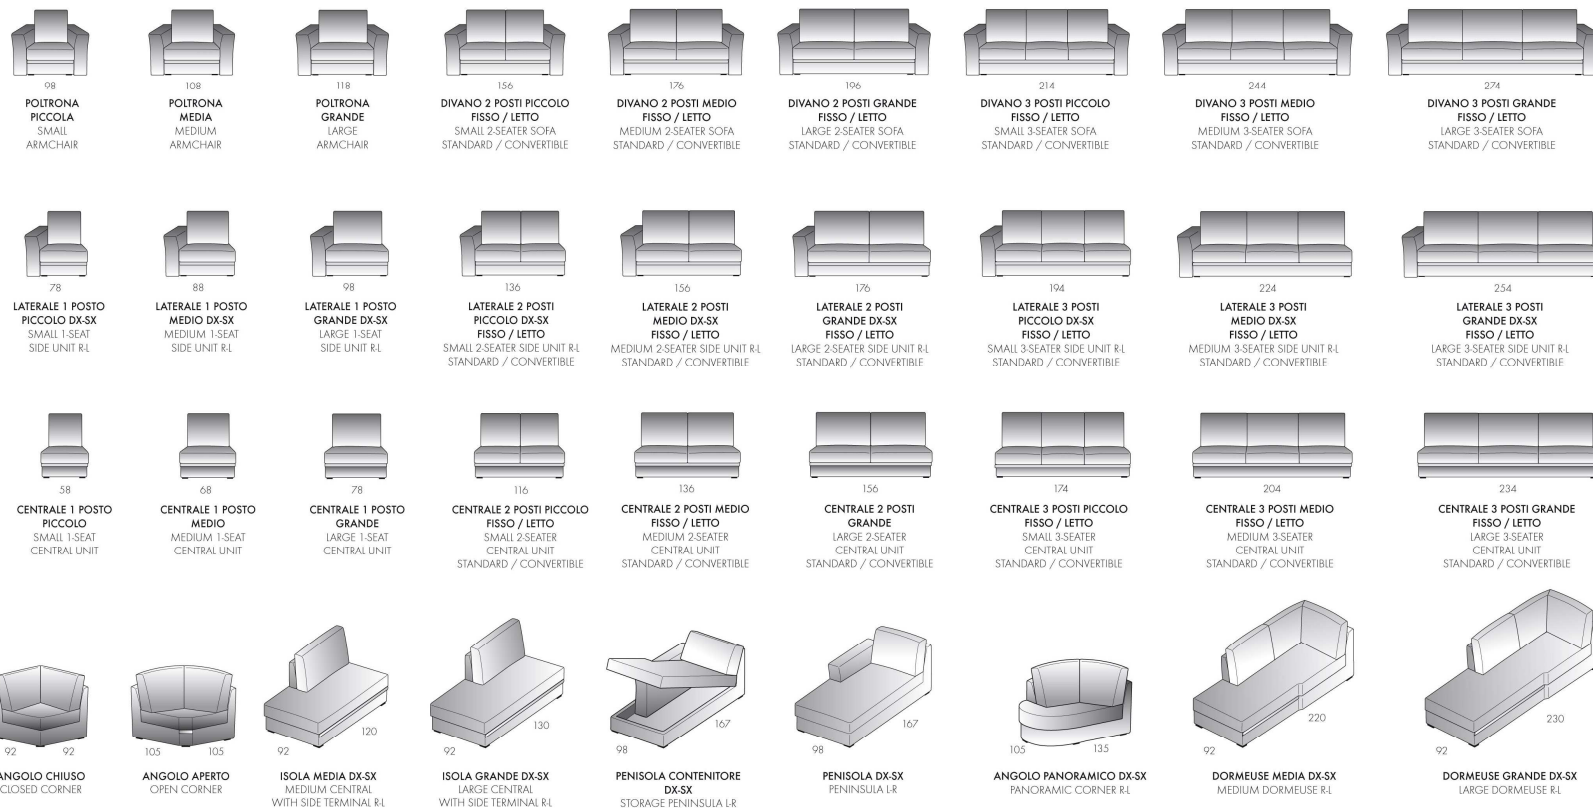 98
POLTRONA
PICCOLA
SMALL
ARMCHAIR
108
POLTRONA
MEDIA
MEDIUM
ARMCHAIR
118
POLTRONA
GRANDE
LARGE
ARMCHAIR
156
DIVANO 2 POSTI PICCOLO
FISSO / LETTO
SMALL 2-SEATER SOFA
STANDARD / CONVERTIBLE
176
DIVANO 2 POSTI MEDIO
FISSO / LETTO
MEDIUM 2-SEATER SOFA
STANDARD / CONVERTIBLE
196
DIVANO 2 POSTI GRANDE
FISSO / LETTO
LARGE 2-SEATER SOFA
STANDARD / CONVERTIBLE
214
DIVANO 3 POSTI PICCOLO
FISSO / LETTO
SMALL 3-SEATER SOFA
STANDARD / CONVERTIBLE
244
DIVANO 3 POSTI MEDIO
FISSO / LETTO
MEDIUM 3-SEATER SOFA
STANDARD / CONVERTIBLE
274
DIVANO 3 POSTI GRANDE
FISSO / LETTO
LARGE 3-SEATER SOFA
STANDARD / CONVERTIBLE
78
LATERALE 1 POSTO
PICCOLO DX-SX
SMALL 1-SEAT
SIDE UNIT R-L
88
LATERALE 1 POSTO
MEDIO DX-SX
MEDIUM 1-SEAT
SIDE UNIT R-L
98
LATERALE 1 POSTO
GRANDE DX-SX
LARGE 1-SEAT
SIDE UNIT R-L
136
LATERALE 2 POSTI
PICCOLO DX-SX
FISSO / LETTO
SMALL 2-SEATER SIDE UNIT R-L
STANDARD / CONVERTIBLE
156
LATERALE 2 POSTI
MEDIO DX-SX
FISSO / LETTO
MEDIUM 2-SEATER SIDE UNIT R-L
STANDARD / CONVERTIBLE
176
LATERALE 2 POSTI
GRANDE DX-SX
FISSO / LETTO
LARGE 2-SEATER SIDE UNIT R-L
STANDARD / CONVERTIBLE
194
LATERALE 3 POSTI
PICCOLO DX-SX
FISSO / LETTO
SMALL 3-SEATER SIDE UNIT R-L
STANDARD / CONVERTIBLE
224
LATERALE 3 POSTI
MEDIO DX-SX
FISSO / LETTO
MEDIUM 3-SEATER SIDE UNIT R-L
STANDARD / CONVERTIBLE
254
LATERALE 3 POSTI
GRANDE DX-SX
FISSO / LETTO
LARGE 3-SEATER SIDE UNIT R-L
STANDARD / CONVERTIBLE
58
CENTRALE 1 POSTO
PICCOLO
SMALL 1-SEAT
CENTRAL UNIT
68
CENTRALE 1 POSTO
MEDIO
MEDIUM 1-SEAT
CENTRAL UNIT
78
CENTRALE 1 POSTO
GRANDE
LARGE 1-SEAT
CENTRAL UNIT
116
CENTRALE 2 POSTI PICCOLO
FISSO / LETTO
SMALL 2-SEATER
CENTRAL UNIT
STANDARD / CONVERTIBLE
136
CENTRALE 2 POSTI MEDIO
FISSO / LETTO
MEDIUM 2-SEATER
CENTRAL UNIT
STANDARD / CONVERTIBLE
156
CENTRALE 2 POSTI
GRANDE
LARGE 2-SEATER
CENTRAL UNIT
STANDARD / CONVERTIBLE
174
CENTRALE 3 POSTI PICCOLO
FISSO / LETTO
SMALL 3-SEATER
CENTRAL UNIT
STANDARD / CONVERTIBLE
204
CENTRALE 3 POSTI MEDIO
FISSO / LETTO
MEDIUM 3-SEATER
CENTRAL UNIT
STANDARD / CONVERTIBLE
234
CENTRALE 3 POSTI GRANDE
FISSO / LETTO
LARGE 3-SEATER
CENTRAL UNIT
STANDARD / CONVERTIBLE
92 92
ANGOLO CHIUSO
CLOSED CORNER
105 105
ANGOLO APERTO
OPEN CORNER
92 120
ISOLA MEDIA DX-SX
MEDIUM CENTRAL
WITH SIDE TERMINAL R-L
92 130
ISOLA GRANDE DX-SX
LARGE CENTRAL
WITH SIDE TERMINAL R-L
98 167
PENISOLA CONTENITORE
DX-SX
STORAGE PENINSULA L-R
98 167
PENISOLA DX-SX
PENINSULA L-R
105 135
ANGOLO PANORAMICO DX-SX
PANORAMIC CORNER R-L
92 220
DORMEUSE MEDIA DX-SX
MEDIUM DORMEUSE R-L
92 230
DORMEUSE GRANDE DX-SX
LARGE DORMEUSE R-L